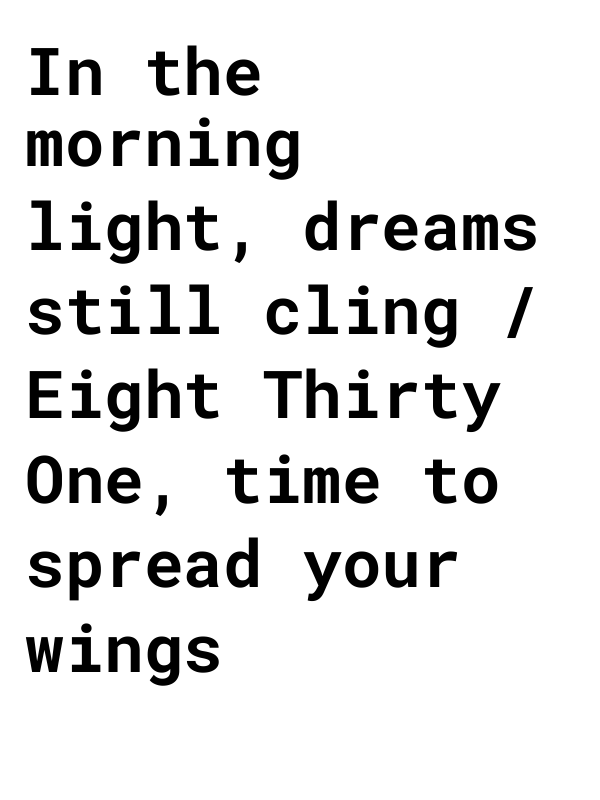 In the
morning
light, dreams
still cling /
Eight Thirty
One, time to
spread your
wings